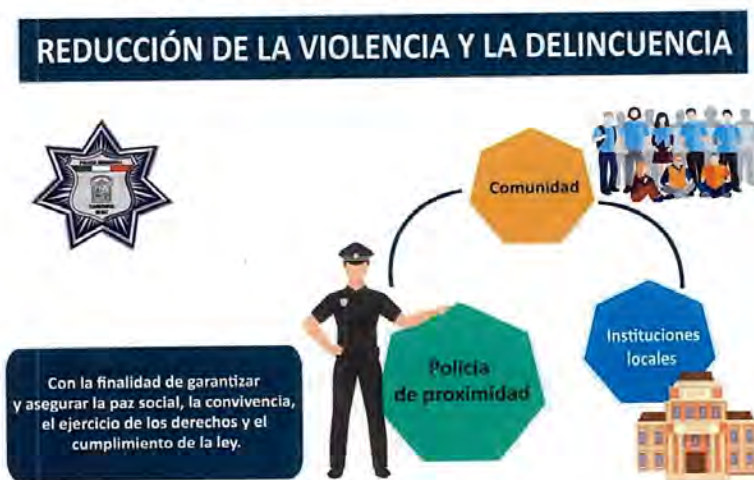 REDUCCIÓN DE LA VIOLENCIA Y LA DELINCUENCIA
Comunidad
Instituciones
locales
Policía
de proximidad
Con la finalidad de garantizar
y asegurar la paz social, la convivencia,
el ejercicio de los derechos y el
cumplimiento de la ley.